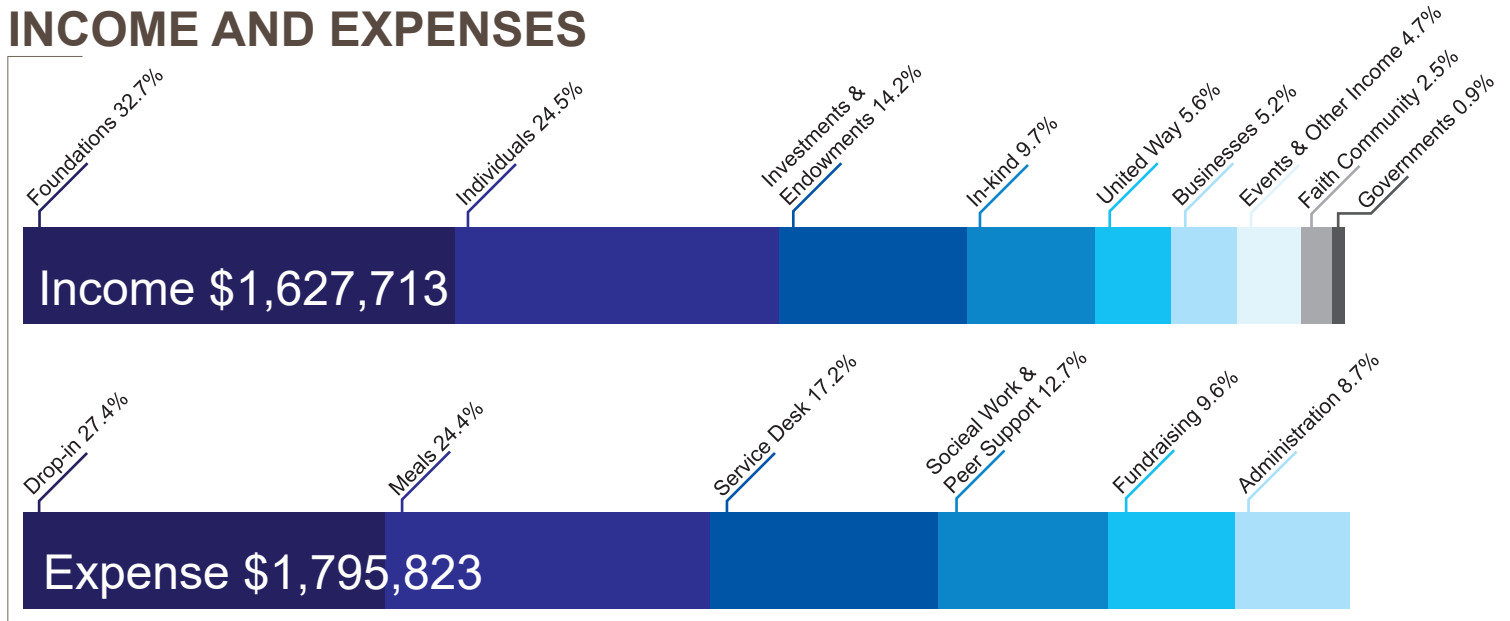 INCOME AND EXPENSES
Foundations 32.7%
Individuals 24.5%
Investments &
Endowments 14.2%
In-kind 9.7%
United Way 5.6%
Businesses 5.2%
Events & Other Income 4.7%
Faith Community 2.5%
Governments 0.9%
Income $1,627,713
Drop-in 27.4%
Meals 24.4%
Service Desk 17.2%
Socieal Work &
Peer Support 12.7%
Fundraising 9.6%
Administration 8.7%
Expense $1,795,823